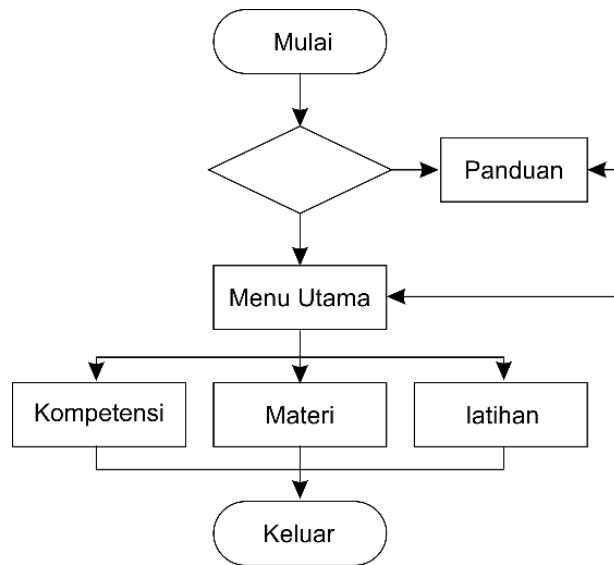 Mulai
Panduan
Menu Utama
Kompetensi
Materi
latihan
Keluar